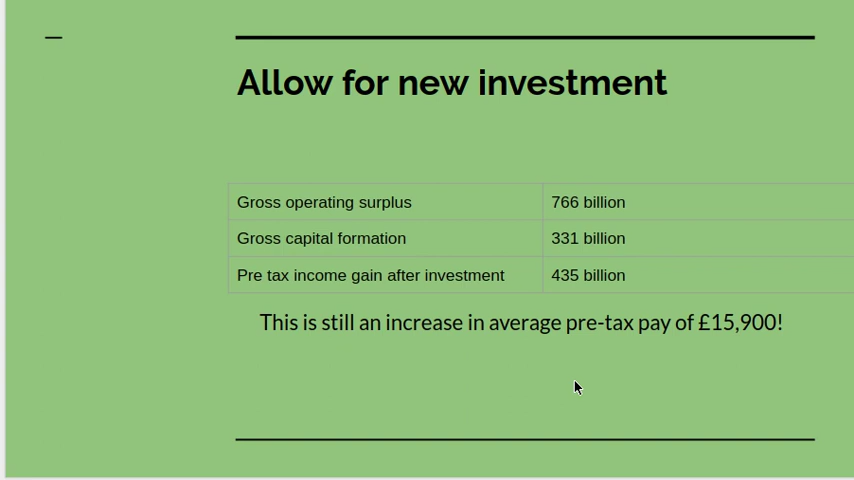 Allow for new investment
Gross operating surplus 766 billion
Gross capital formation 331 billion
Pre tax income gain after investment 435 billion
This is still an increase in average pre-tax pay of £15,900!